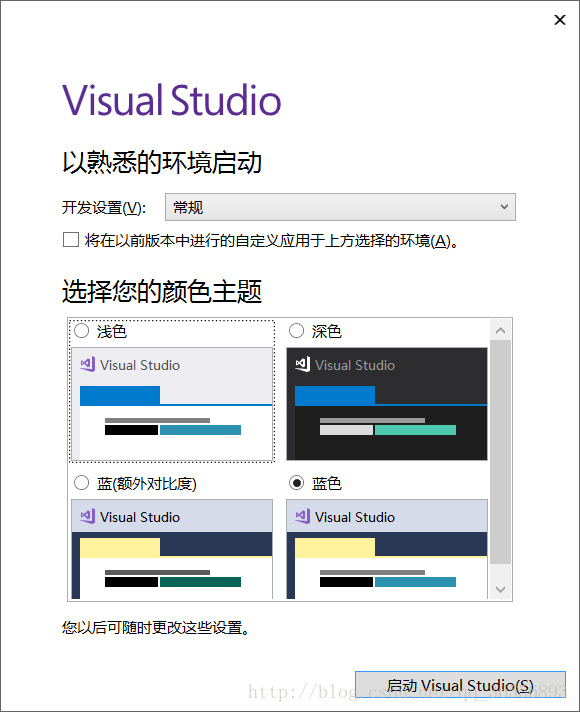 Visual Studio
以熟悉的环境启动
开发设置(V): 常规
将在以前版本中进行的自定义应用于上方选择的环境(A)。
选择您的颜色主题
浅色 深色
Visual Studio Visual Studio
蓝(额外对比度) 蓝色
Visual Studio Visual Studio
您以后可随时更改这些设置。
启动 Visual Studio(S)